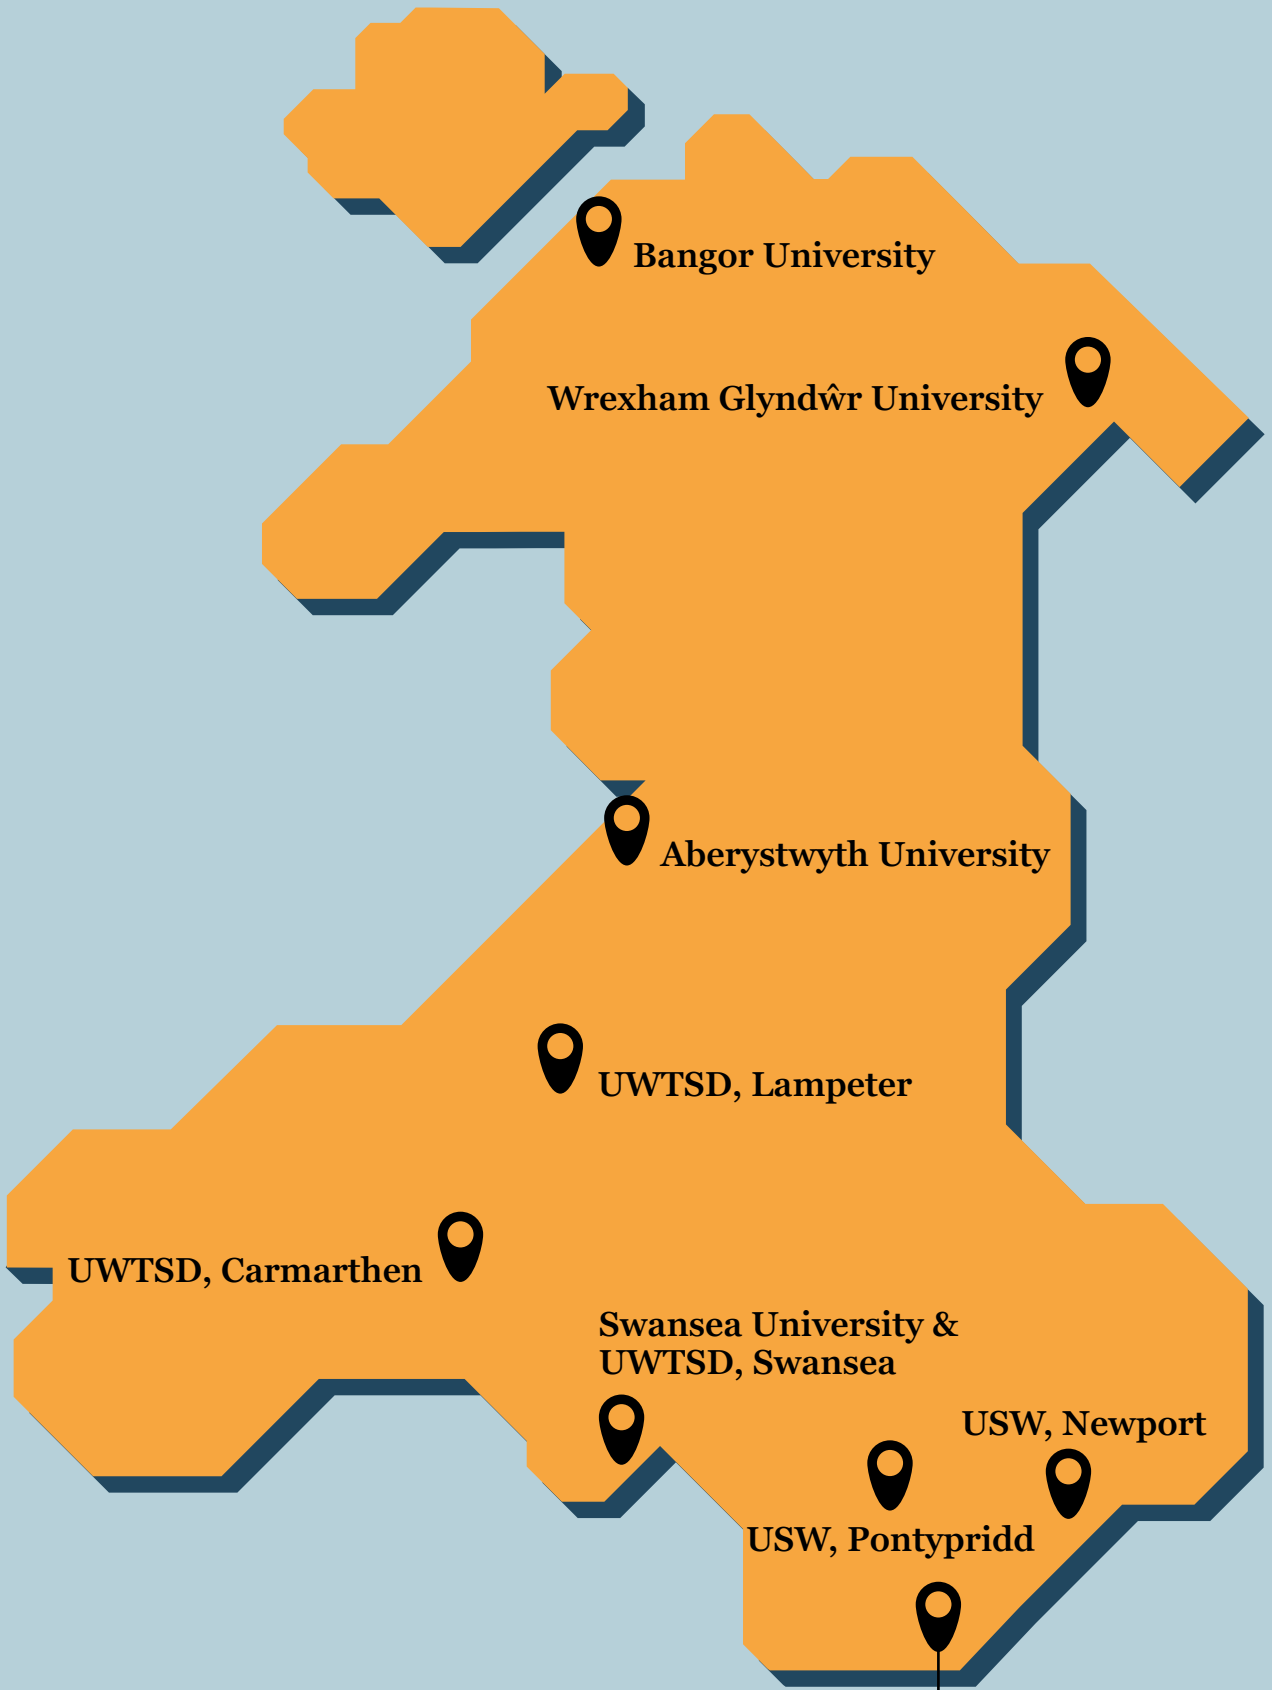 Bangor University
Wrexham Glyndŵr University
Aberystwyth University
UWTSD, Lampeter
UWTSD, Carmarthen
Swansea University &
UWTSD, Swansea
USW, Newport
USW, Pontypridd